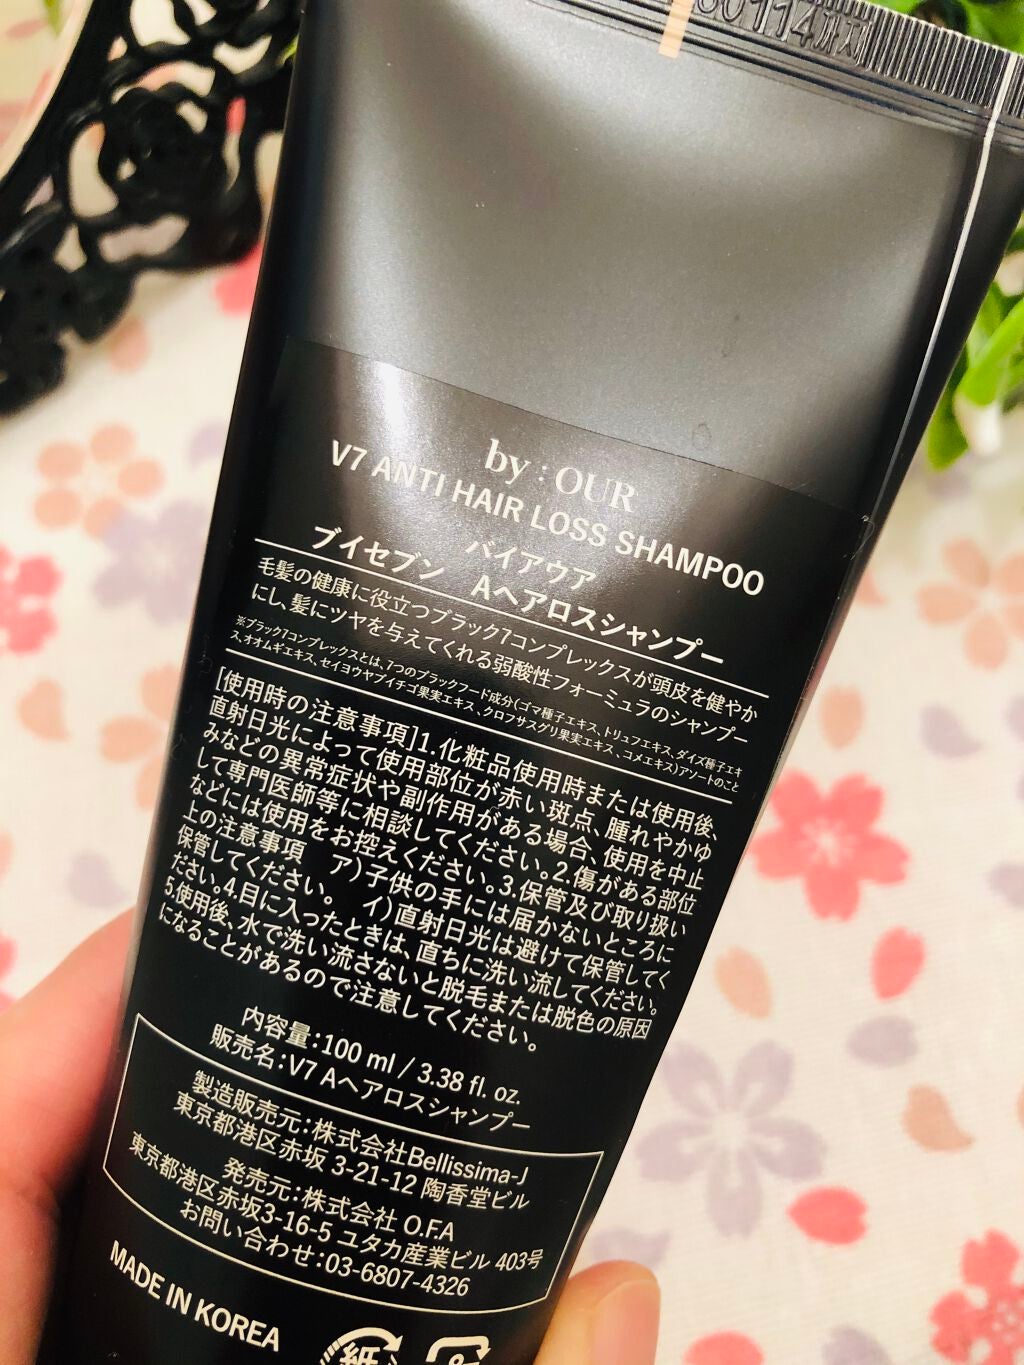 by : OUR
V7 ANTI HAIR LOSS SHAMPOO
バイアウア
ブイセブン Aヘアロスシャンプー
毛髪の健康に役立つブラック7コンプレックスが頭皮を健やか
にし、髪にツヤを与えてくれる弱酸性フォーミュラのシャンプー
※ブラック7コンプレックスとは、7つのブラックフード成分(ゴマ種子エキス、トリュフエキス、ダイズ種子エキ
ス、オオムギエキス、セイヨウヤブイチゴ果実エキス、クロフサスグリ果実エキス、コメエキス)アソートのこと
[使用時の注意事項]1.化粧品使用時または使用後、
直射日光によって使用部位が赤い斑点、腫れやかゆ
みなどの異常症状や副作用がある場合、使用を中止
して専門医師等に相談してください。2.傷がある部位
などには使用をお控えください。3.保管及び取り扱い
上の注意事項 ア)子供の手には届かないところに
保管してください。 イ)直射日光は避けて保管してく
ださい。4.目に入ったときは、直ちに洗い流してください。
5.使用後、水で洗い流さないと脱毛または脱色の原因
になることがあるので注意してください。
内容量:100 ml / 3.38 fl. oz.
販売名:V7 Aヘアロスシャンプー
製造販売元:株式会社Bellissima-J
東京都港区赤坂 3-21-12 陶香堂ビル
発売元:株式会社 O.F.A
東京都港区赤坂3-16-5 ユタカ産業ビル 403号
お問い合わせ:03-6807-4326
MADE IN KOREA